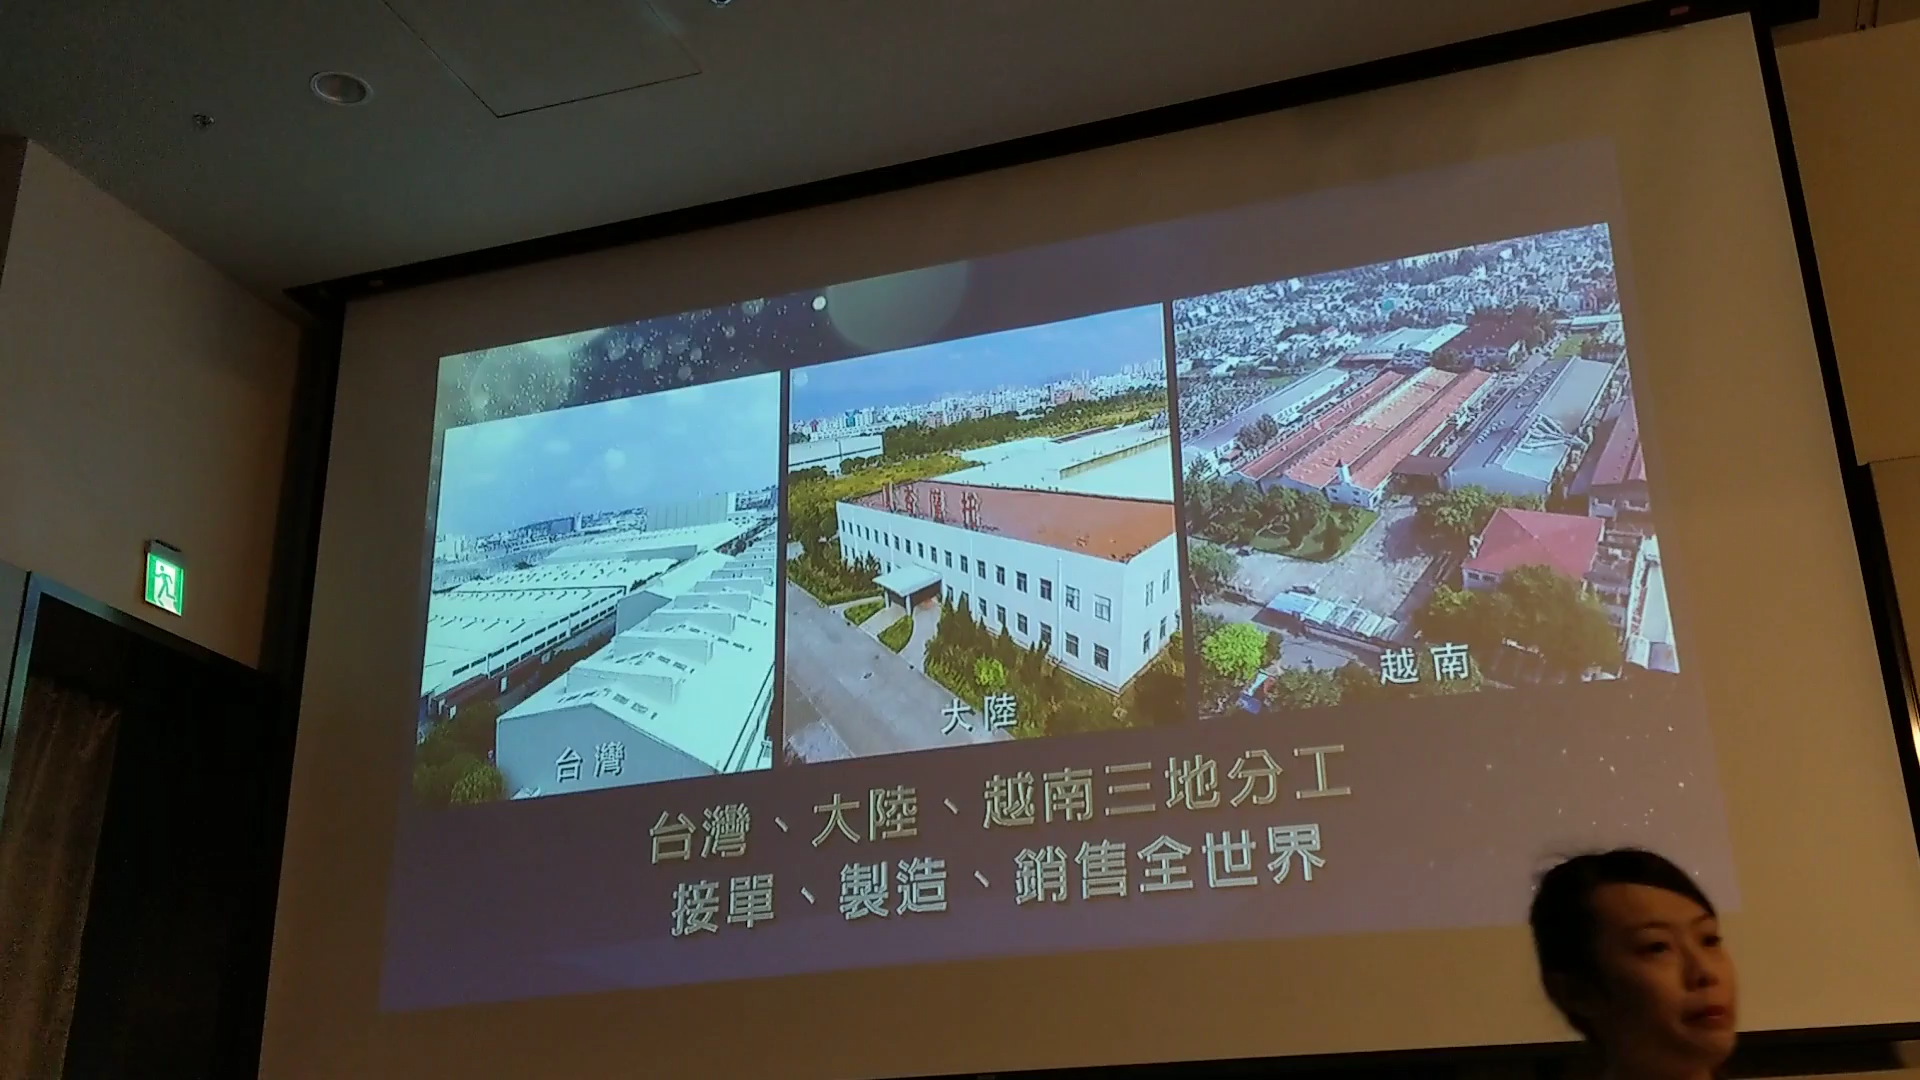 台灣
大陸
越南
台灣、大陸、越南三地分工
接單、製造、銷售全世界